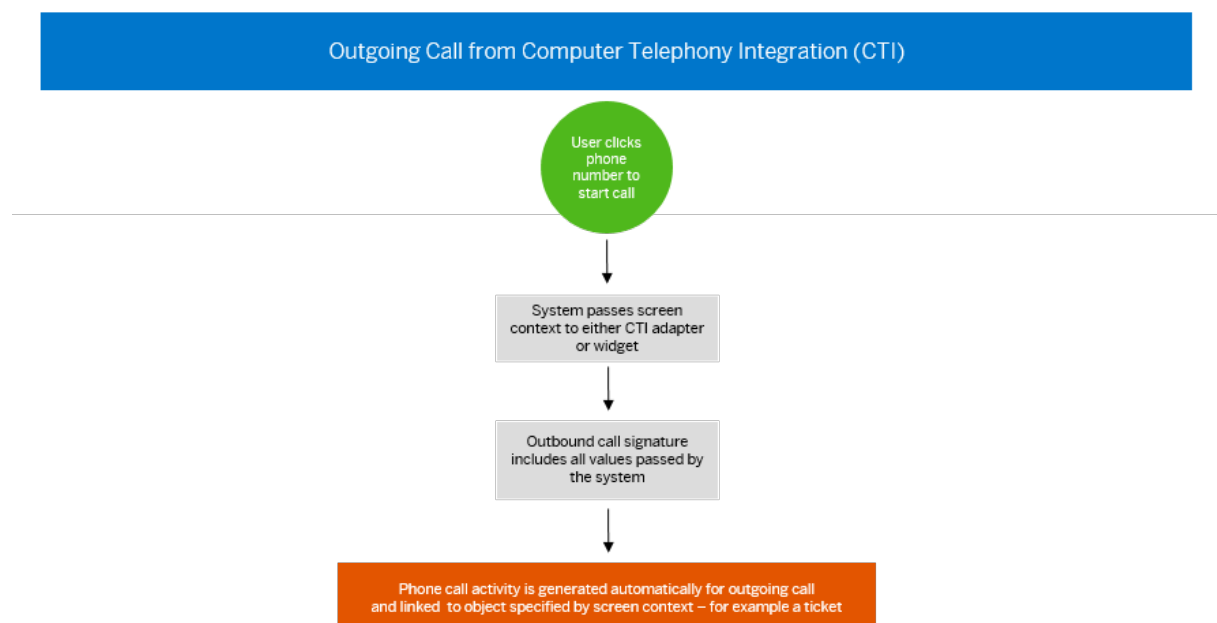 Outgoing Call from Computer Telephony Integration (CTI)
User clicks
phone
number to
start call
System passes screen
context to either CTI adapter
or widget
Outbound call signature
includes all values passed by
the system
Phone call activity is generated automatically for outgoing call
and linked to object specified by screen context – for example a ticket